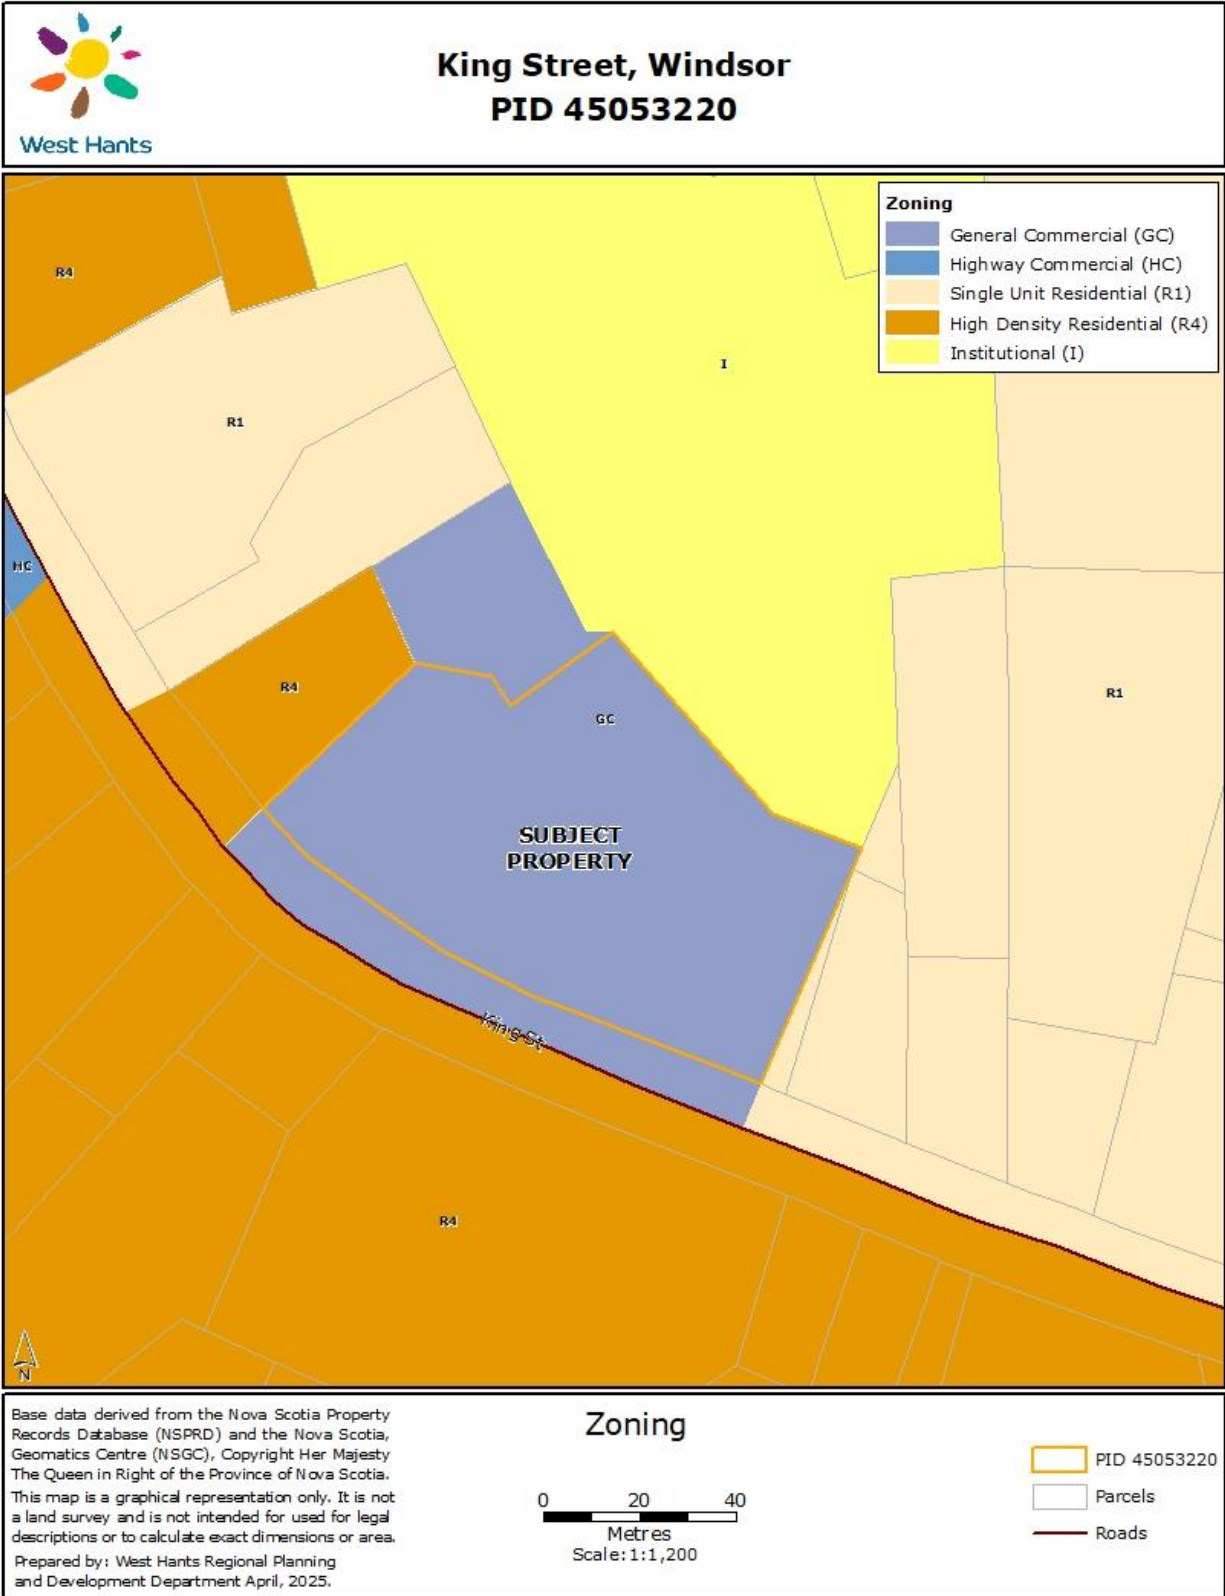 West Hants
King Street, Windsor
PID 45053220
Zoning
General Commercial (GC)
Highway Commercial (HC)
Single Unit Residential (R1)
High Density Residential (R4)
Institutional (I)
R4
I
R1
HC
R4
R1
GC
SUBJECT
PROPERTY
King St
R4
N
Base data derived from the Nova Scotia Property
Records Database (NSPRD) and the Nova Scotia,
Geomatics Centre (NSGC), Copyright Her Majesty
The Queen in Right of the Province of Nova Scotia.
This map is a graphical representation only. It is not
a land survey and is not intended for used for legal
descriptions or to calculate exact dimensions or area.
Prepared by: West Hants Regional Planning
and Development Department April, 2025.
Zoning
0 20 40
Metres
Scale:1:1,200
PID 45053220
Parcels
Roads